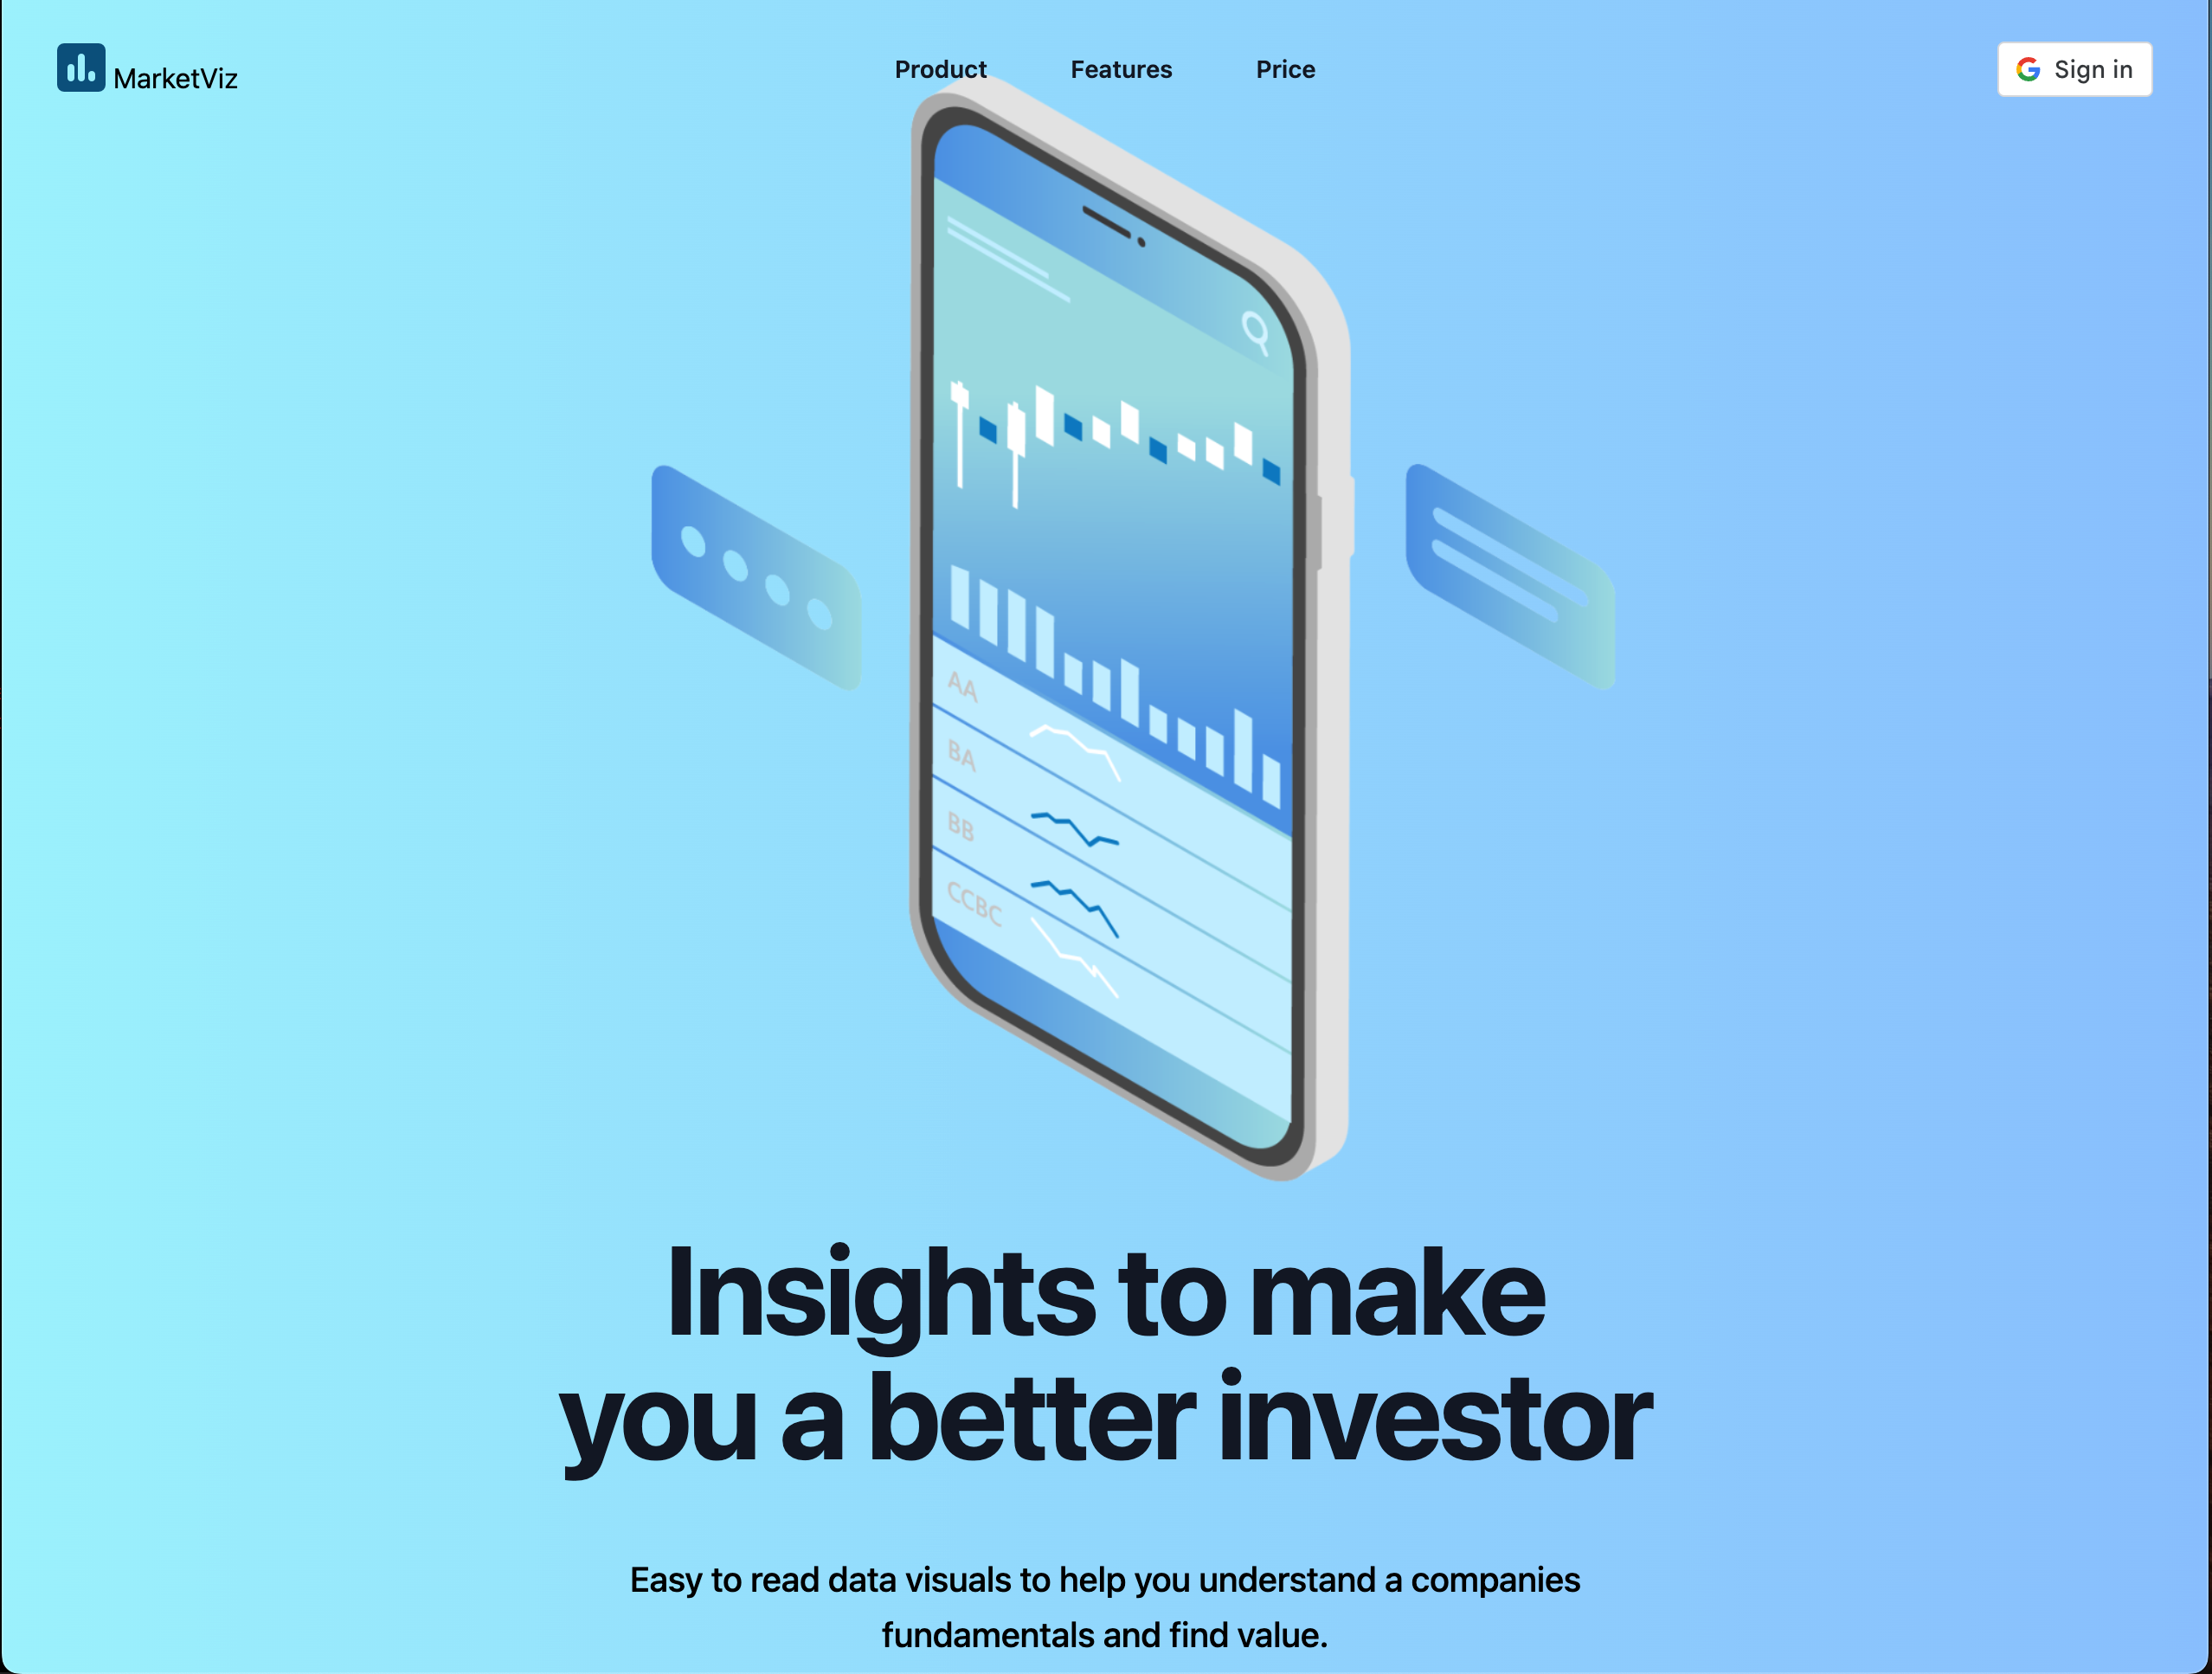 MarketViz
Product
Features
Price
Sign in
AA
BA
BB
CCBC
Insights to make
you a better investor
Easy to read data visuals to help you understand a companies
fundamentals and find value.